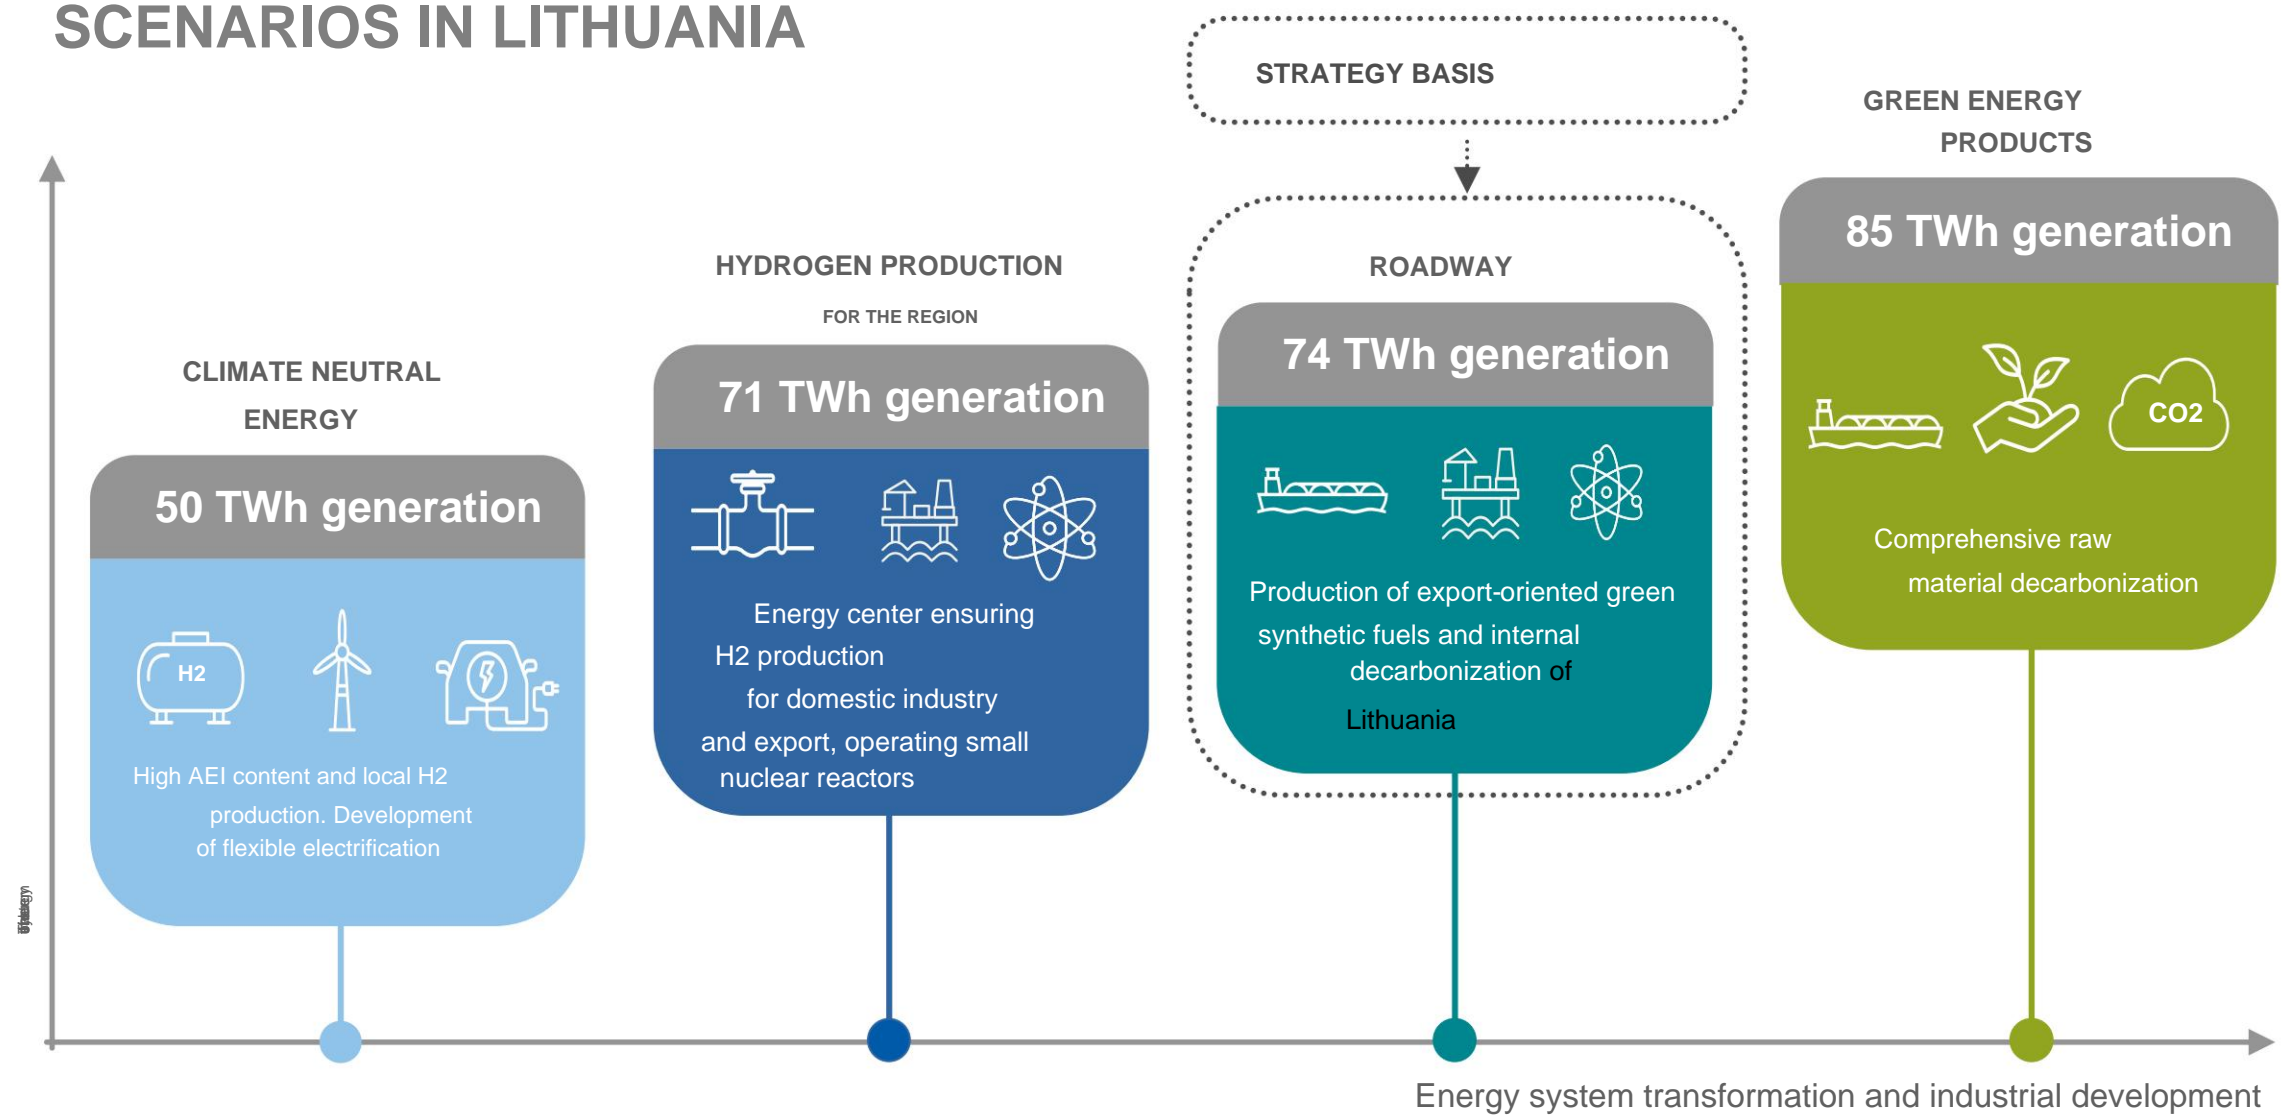 SCENARIOS IN LITHUANIA
STRATEGY BASIS
CLIMATE NEUTRAL
ENERGY
50 TWh generation
H2
High AEI content and local H2
production. Development
of flexible electrification
HYDROGEN PRODUCTION
FOR THE REGION
71 TWh generation
Energy center ensuring
H2 production
for domestic industry
and export, operating small
nuclear reactors
ROADWAY
74 TWh generation
Production of export-oriented green
synthetic fuels and internal
decarbonization of
Lithuania
GREEN ENERGY
PRODUCTS
85 TWh generation
CO2
Comprehensive raw
material decarbonization
Energy system transformation and industrial development